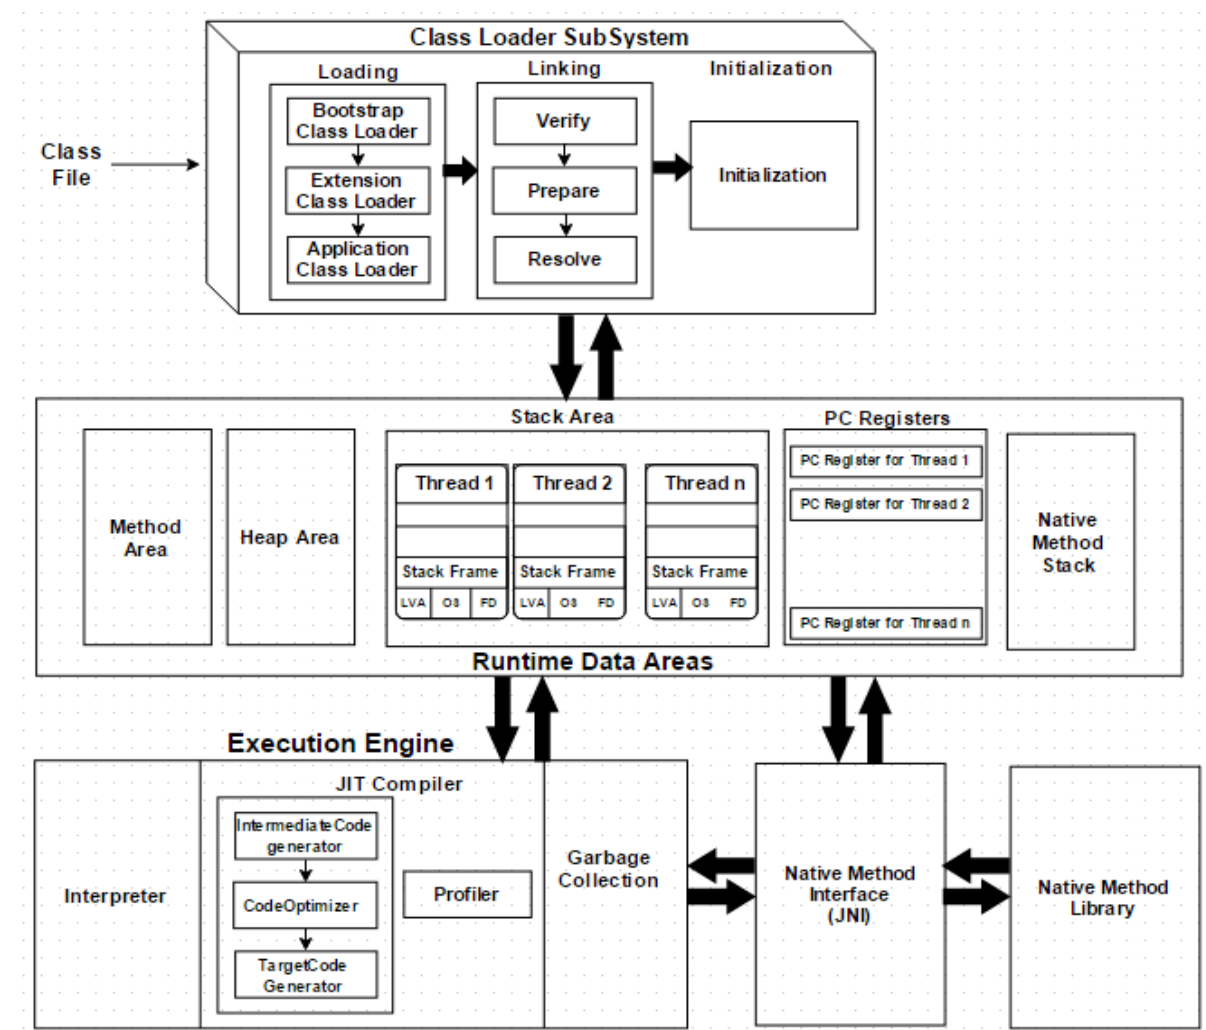 Class Loader SubSystem
Loading
Linking
Initialization
Class
File
Bootstrap
Class Loader
Extension
Class Loader
Application
Class Loader
Verify
Prepare
Resolve
Initialization
Stack Area
PC Registers
Method
Area
Heap Area
Thread 1
Thread 2
Thread n
Stack Frame
Stack Frame
Stack Frame
LVA OS FD
LVA OS FD
LVA OS FD
PC Register for Thread 1
PC Register for Thread 2
PC Register for Thread n
Native
Method
Stack
Runtime Data Areas
Execution Engine
Interpreter
JIT Compiler
IntermediateCode
generator
CodeOptimizer
TargetCode
Generator
Profiler
Garbage
Collection
Native Method
Interface
(JNI)
Native Method
Library